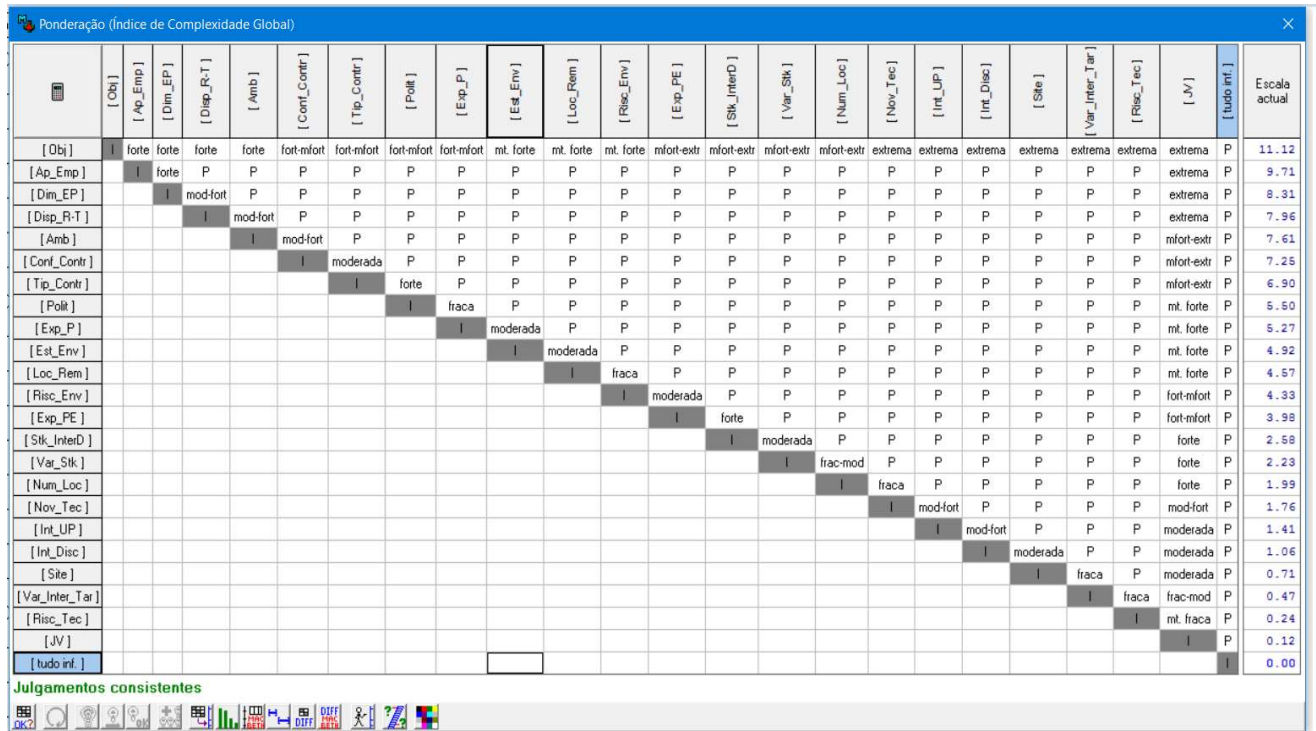 Ponderação (Índice de Complexidade Global)
[ Obj ] [ Ap_Emp ] [ Dim_EP ] [ Disp_R-T ] [ Amb ] [ Conf_Contr ] [ Tip_Contr ] [ Polit ] [ Exp_P ] [ Est_Env ] [ Loc_Rem ] [ Risc_Env ] [ Exp_PE ] [ Stk_InterD ] [ Var_Stk ] [ Num_Loc ] [ Nov_Tec ] [ Int_UP ] [ Int_Disc ] [ Site ] [ Var_Inter_Tar ] [ Risc_Tec ] [ JV ] [ tudo inf. ] Escala actual
[ Obj ] I forte forte forte forte fort-mfort fort-mfort fort-mfort fort-mfort mt. forte mt. forte mt. forte mfort-extr mfort-extr mfort-extr mfort-extr extrema extrema extrema extrema extrema extrema extrema P 11.12
[ Ap_Emp ] I forte P P P P P P P P P P P P P P P P P P P extrema P 9.71
[ Dim_EP ] I mod-fort P P P P P P P P P P P P P P P P P P extrema P 8.31
[ Disp_R-T ] I mod-fort P P P P P P P P P P P P P P P P P extrema P 7.96
[ Amb ] I mod-fort P P P P P P P P P P P P P P P P mfort-extr P 7.61
[ Conf_Contr ] I moderada P P P P P P P P P P P P P P P mfort-extr P 7.25
[ Tip_Contr ] I forte P P P P P P P P P P P P P P mfort-extr P 6.90
[ Polit ] I fraca P P P P P P P P P P P P P mt. forte P 5.50
[ Exp_P ] I moderada P P P P P P P P P P P P mt. forte P 5.27
[ Est_Env ] I moderada P P P P P P P P P P P mt. forte P 4.92
[ Loc_Rem ] I fraca P P P P P P P P P P mt. forte P 4.57
[ Risc_Env ] I moderada P P P P P P P P P fort-mfort P 4.33
[ Exp_PE ] I forte P P P P P P P P fort-mfort P 3.98
[ Stk_InterD ] I moderada P P P P P P P forte P 2.58
[ Var_Stk ] I frac-mod P P P P P P forte P 2.23
[ Num_Loc ] I fraca P P P P P forte P 1.99
[ Nov_Tec ] I mod-fort P P P P mod-fort P 1.76
[ Int_UP ] I mod-fort P P P moderada P 1.41
[ Int_Disc ] I moderada P P moderada P 1.06
[ Site ] I fraca P moderada P 0.71
[ Var_Inter_Tar ] I fraca frac-mod P 0.47
[ Risc_Tec ] I mt. fraca P 0.24
[ JV ] I P 0.12
[ tudo inf. ] I 0.00
Julgamentos consistentes
OK? OK MAC BETH DIFF DIFF MAC BETH